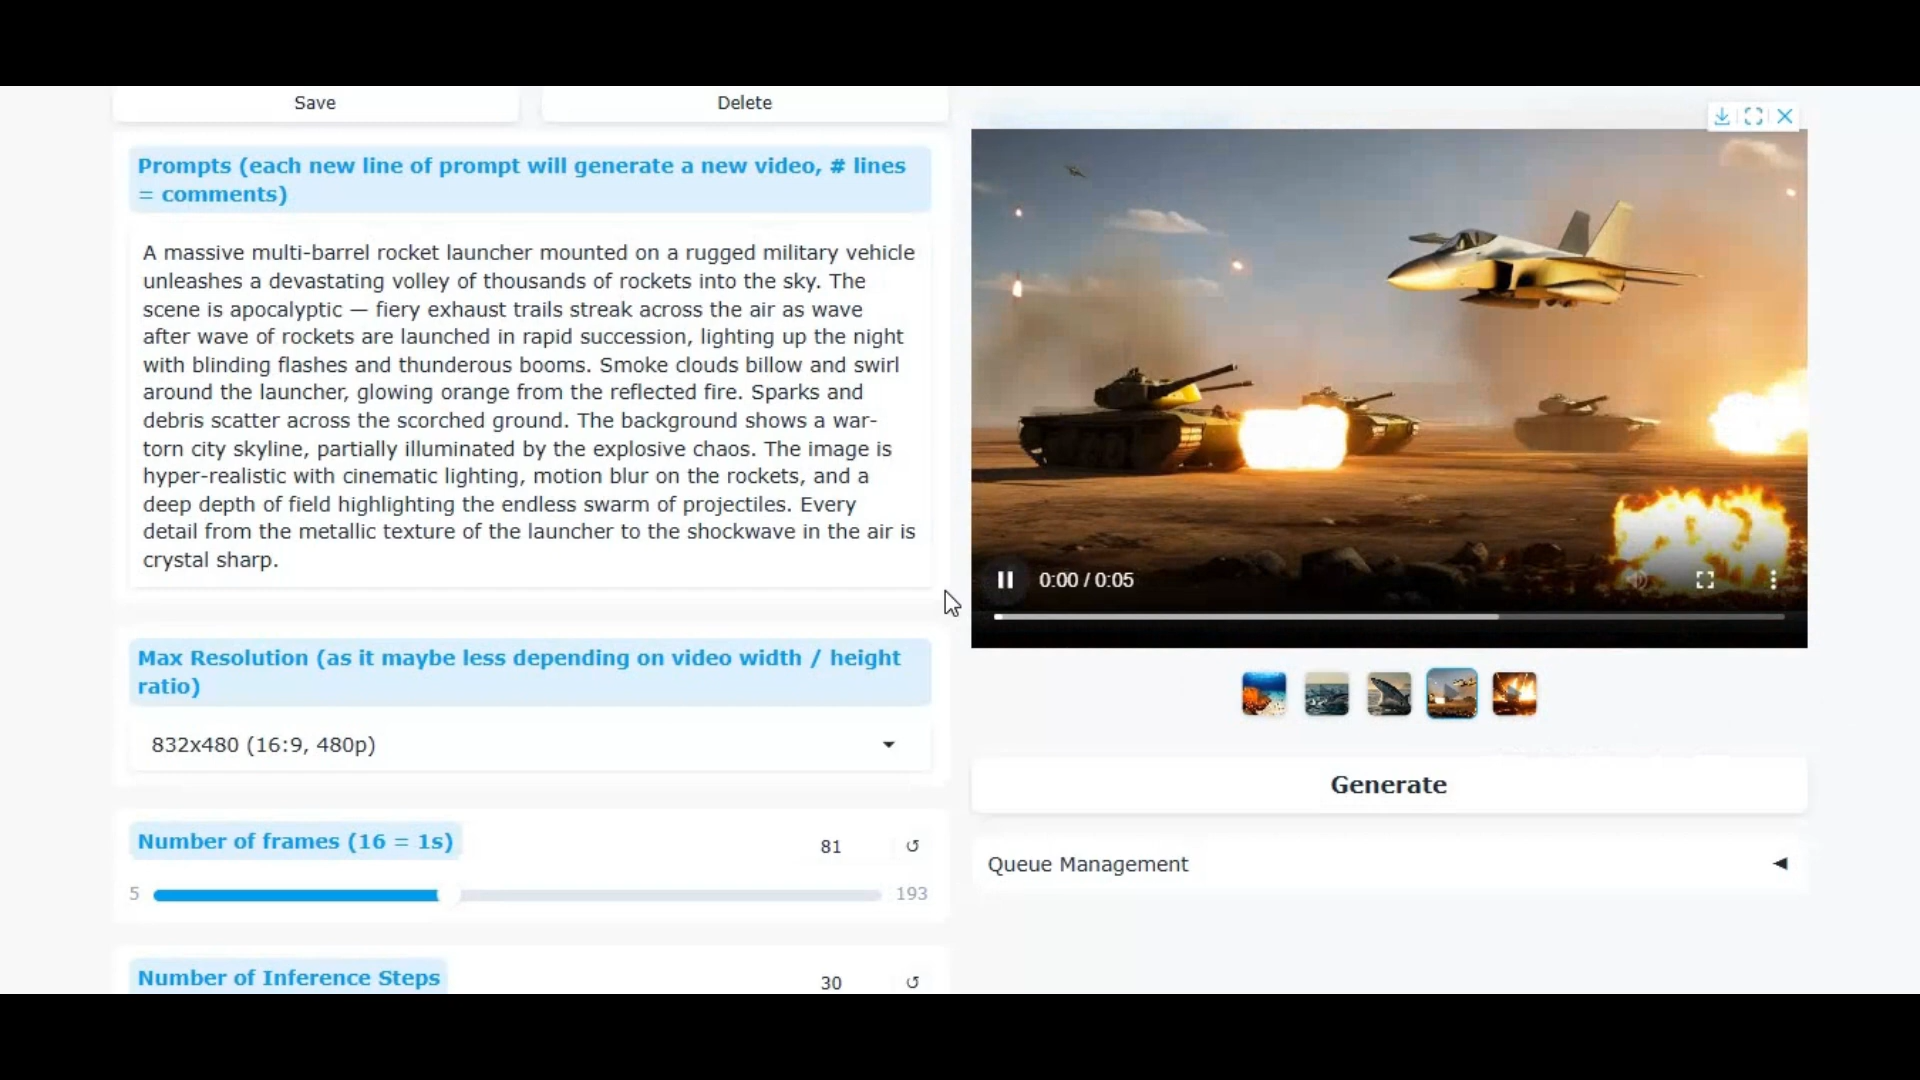 Save
Delete
Prompts (each new line of prompt will generate a new video, # lines
= comments)
A massive multi-barrel rocket launcher mounted on a rugged military vehicle
unleashes a devastating volley of thousands of rockets into the sky. The
scene is apocalyptic — fiery exhaust trails streak across the air as wave
after wave of rockets are launched in rapid succession, lighting up the night
with blinding flashes and thunderous booms. Smoke clouds billow and swirl
around the launcher, glowing orange from the reflected fire. Sparks and
debris scatter across the scorched ground. The background shows a war-
torn city skyline, partially illuminated by the explosive chaos. The image is
hyper-realistic with cinematic lighting, motion blur on the rockets, and a
deep depth of field highlighting the endless swarm of projectiles. Every
detail from the metallic texture of the launcher to the shockwave in the air is
crystal sharp.
Max Resolution (as it maybe less depending on video width / height
ratio)
832x480 (16:9, 480p)
Number of frames (16 = 1s)
81
5
193
Number of Inference Steps
30
0:00 / 0:05
Generate
Queue Management